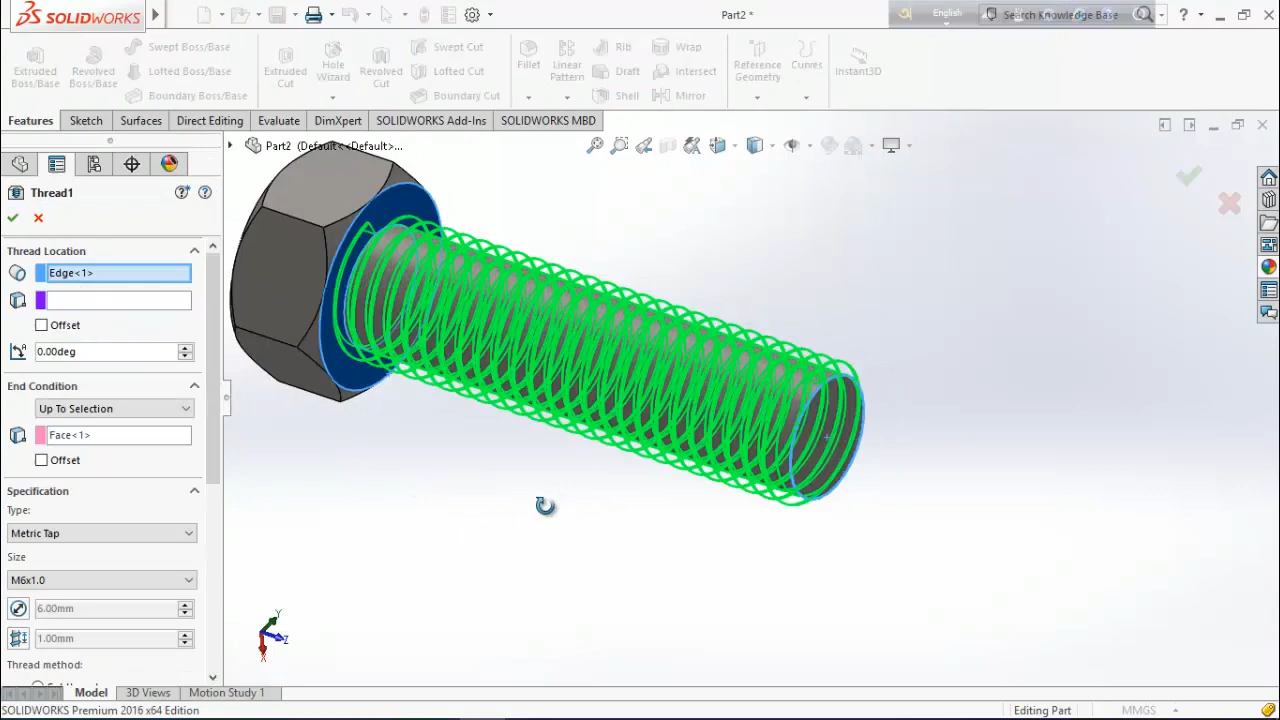 SOLIDWORKS
Part2 *
English
Search Knowledge Base
?
Extruded Boss/Base
Revolved Boss/Base
Swept Boss/Base
Lofted Boss/Base
Boundary Boss/Base
Extruded Cut
Hole Wizard
Revolved Cut
Swept Cut
Lofted Cut
Boundary Cut
Fillet
Linear Pattern
Rib
Draft
Shell
Wrap
Intersect
Mirror
Reference Geometry
Curves
Instant3D
Features
Sketch
Surfaces
Direct Editing
Evaluate
DimXpert
SOLIDWORKS Add-Ins
SOLIDWORKS MBD
Part2 (Default<<Default>...
Thread1
Thread Location
Edge<1>
Offset
0.00deg
End Condition
Up To Selection
Face<1>
Offset
Specification
Type:
Metric Tap
Size
M6x1.0
6.00mm
1.00mm
Thread method:
Y
Z
X
Model
3D Views
Motion Study 1
SOLIDWORKS Premium 2016 x64 Edition
Editing Part
MMGS